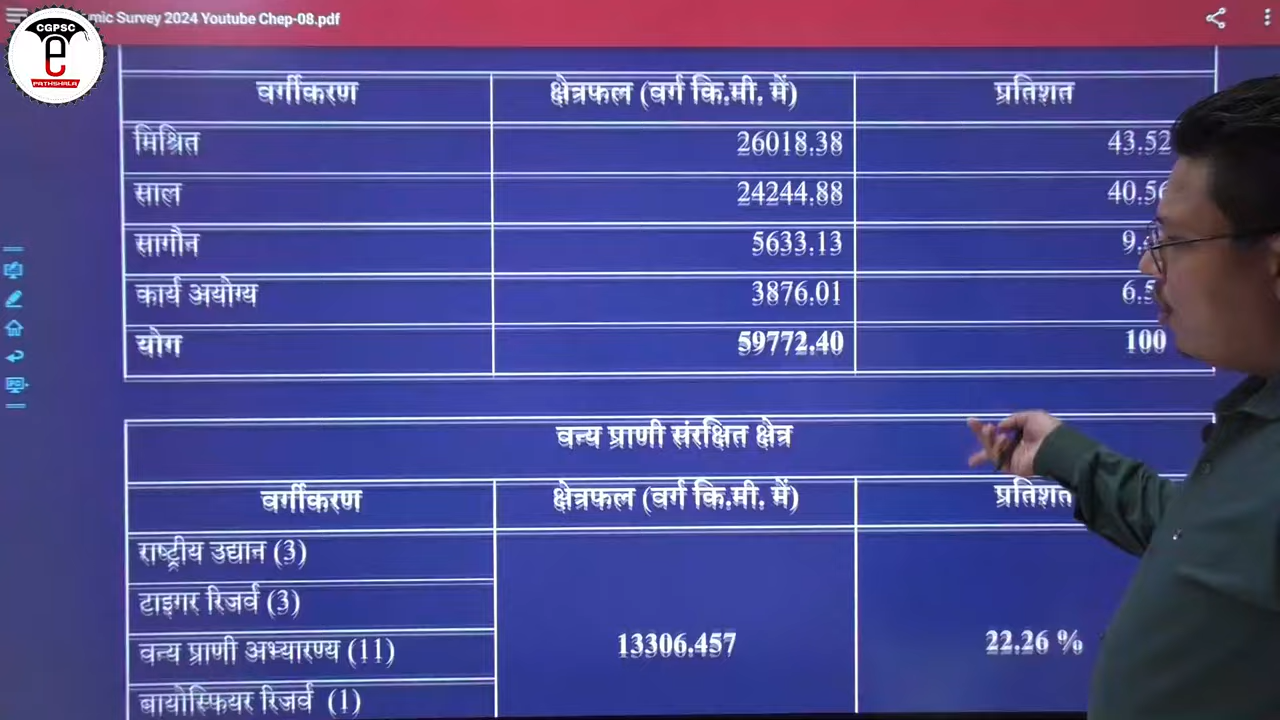 mic Survey 2024 Youtube Chep-08.pdf
CGPSC
e
PATHSHALA
वर्गीकरण क्षेत्रफल (वर्ग कि.मी. में) प्रतिशत
मिश्रित 26018.38 43.52
साल 24244.88
सागौन 5633.13
कार्य अयोग्य 3876.01
योग 59772.40 100
वन्य प्राणी संरक्षित क्षेत्र
वर्गीकरण क्षेत्रफल (वर्ग कि.मी. में) प्रतिशत
राष्ट्रीय उद्यान (3)
टाइगर रिजर्व (3)
वन्य प्राणी अभ्यारण्य (11) 13306.457 22.26 %
बायोस्फियर रिजर्व (1)